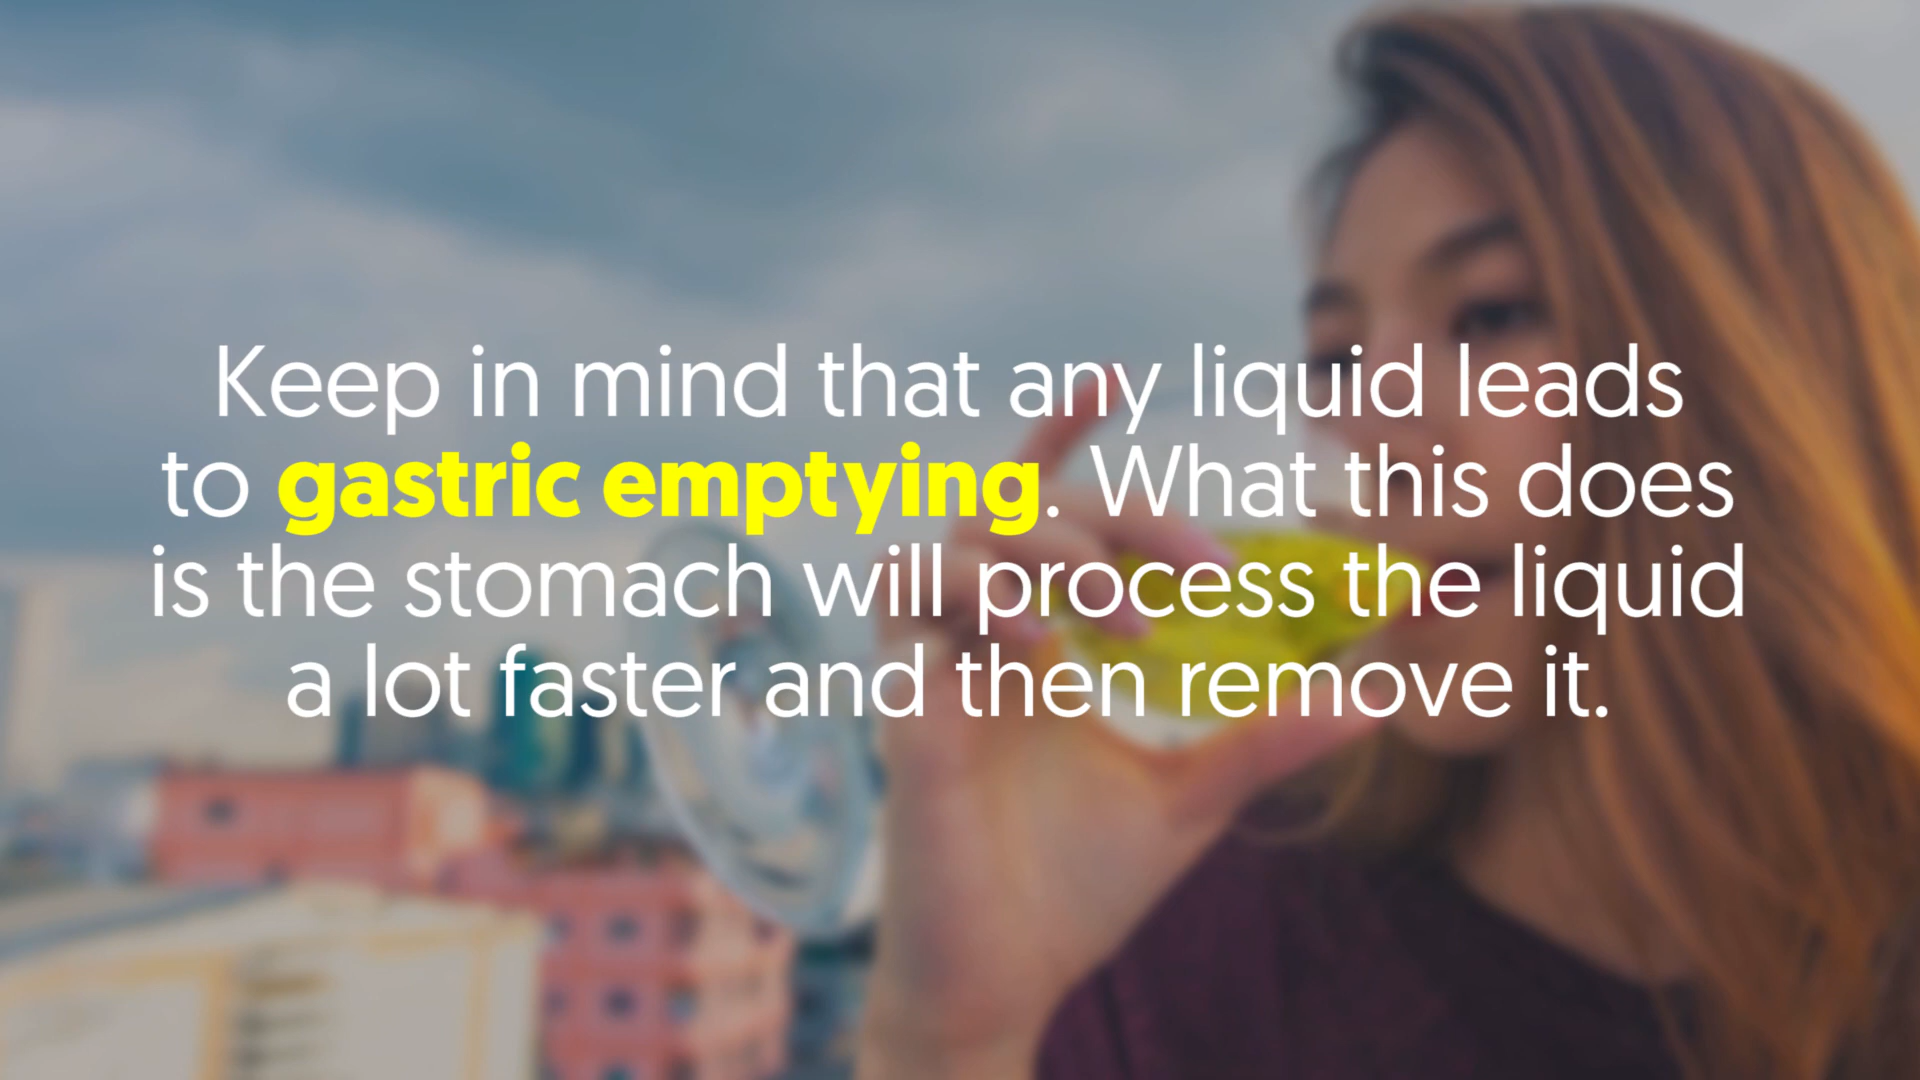 Keep in mind that any liquid leads
to gastric emptying. What this does
is the stomach will process the liquid
a lot faster and then remove it.